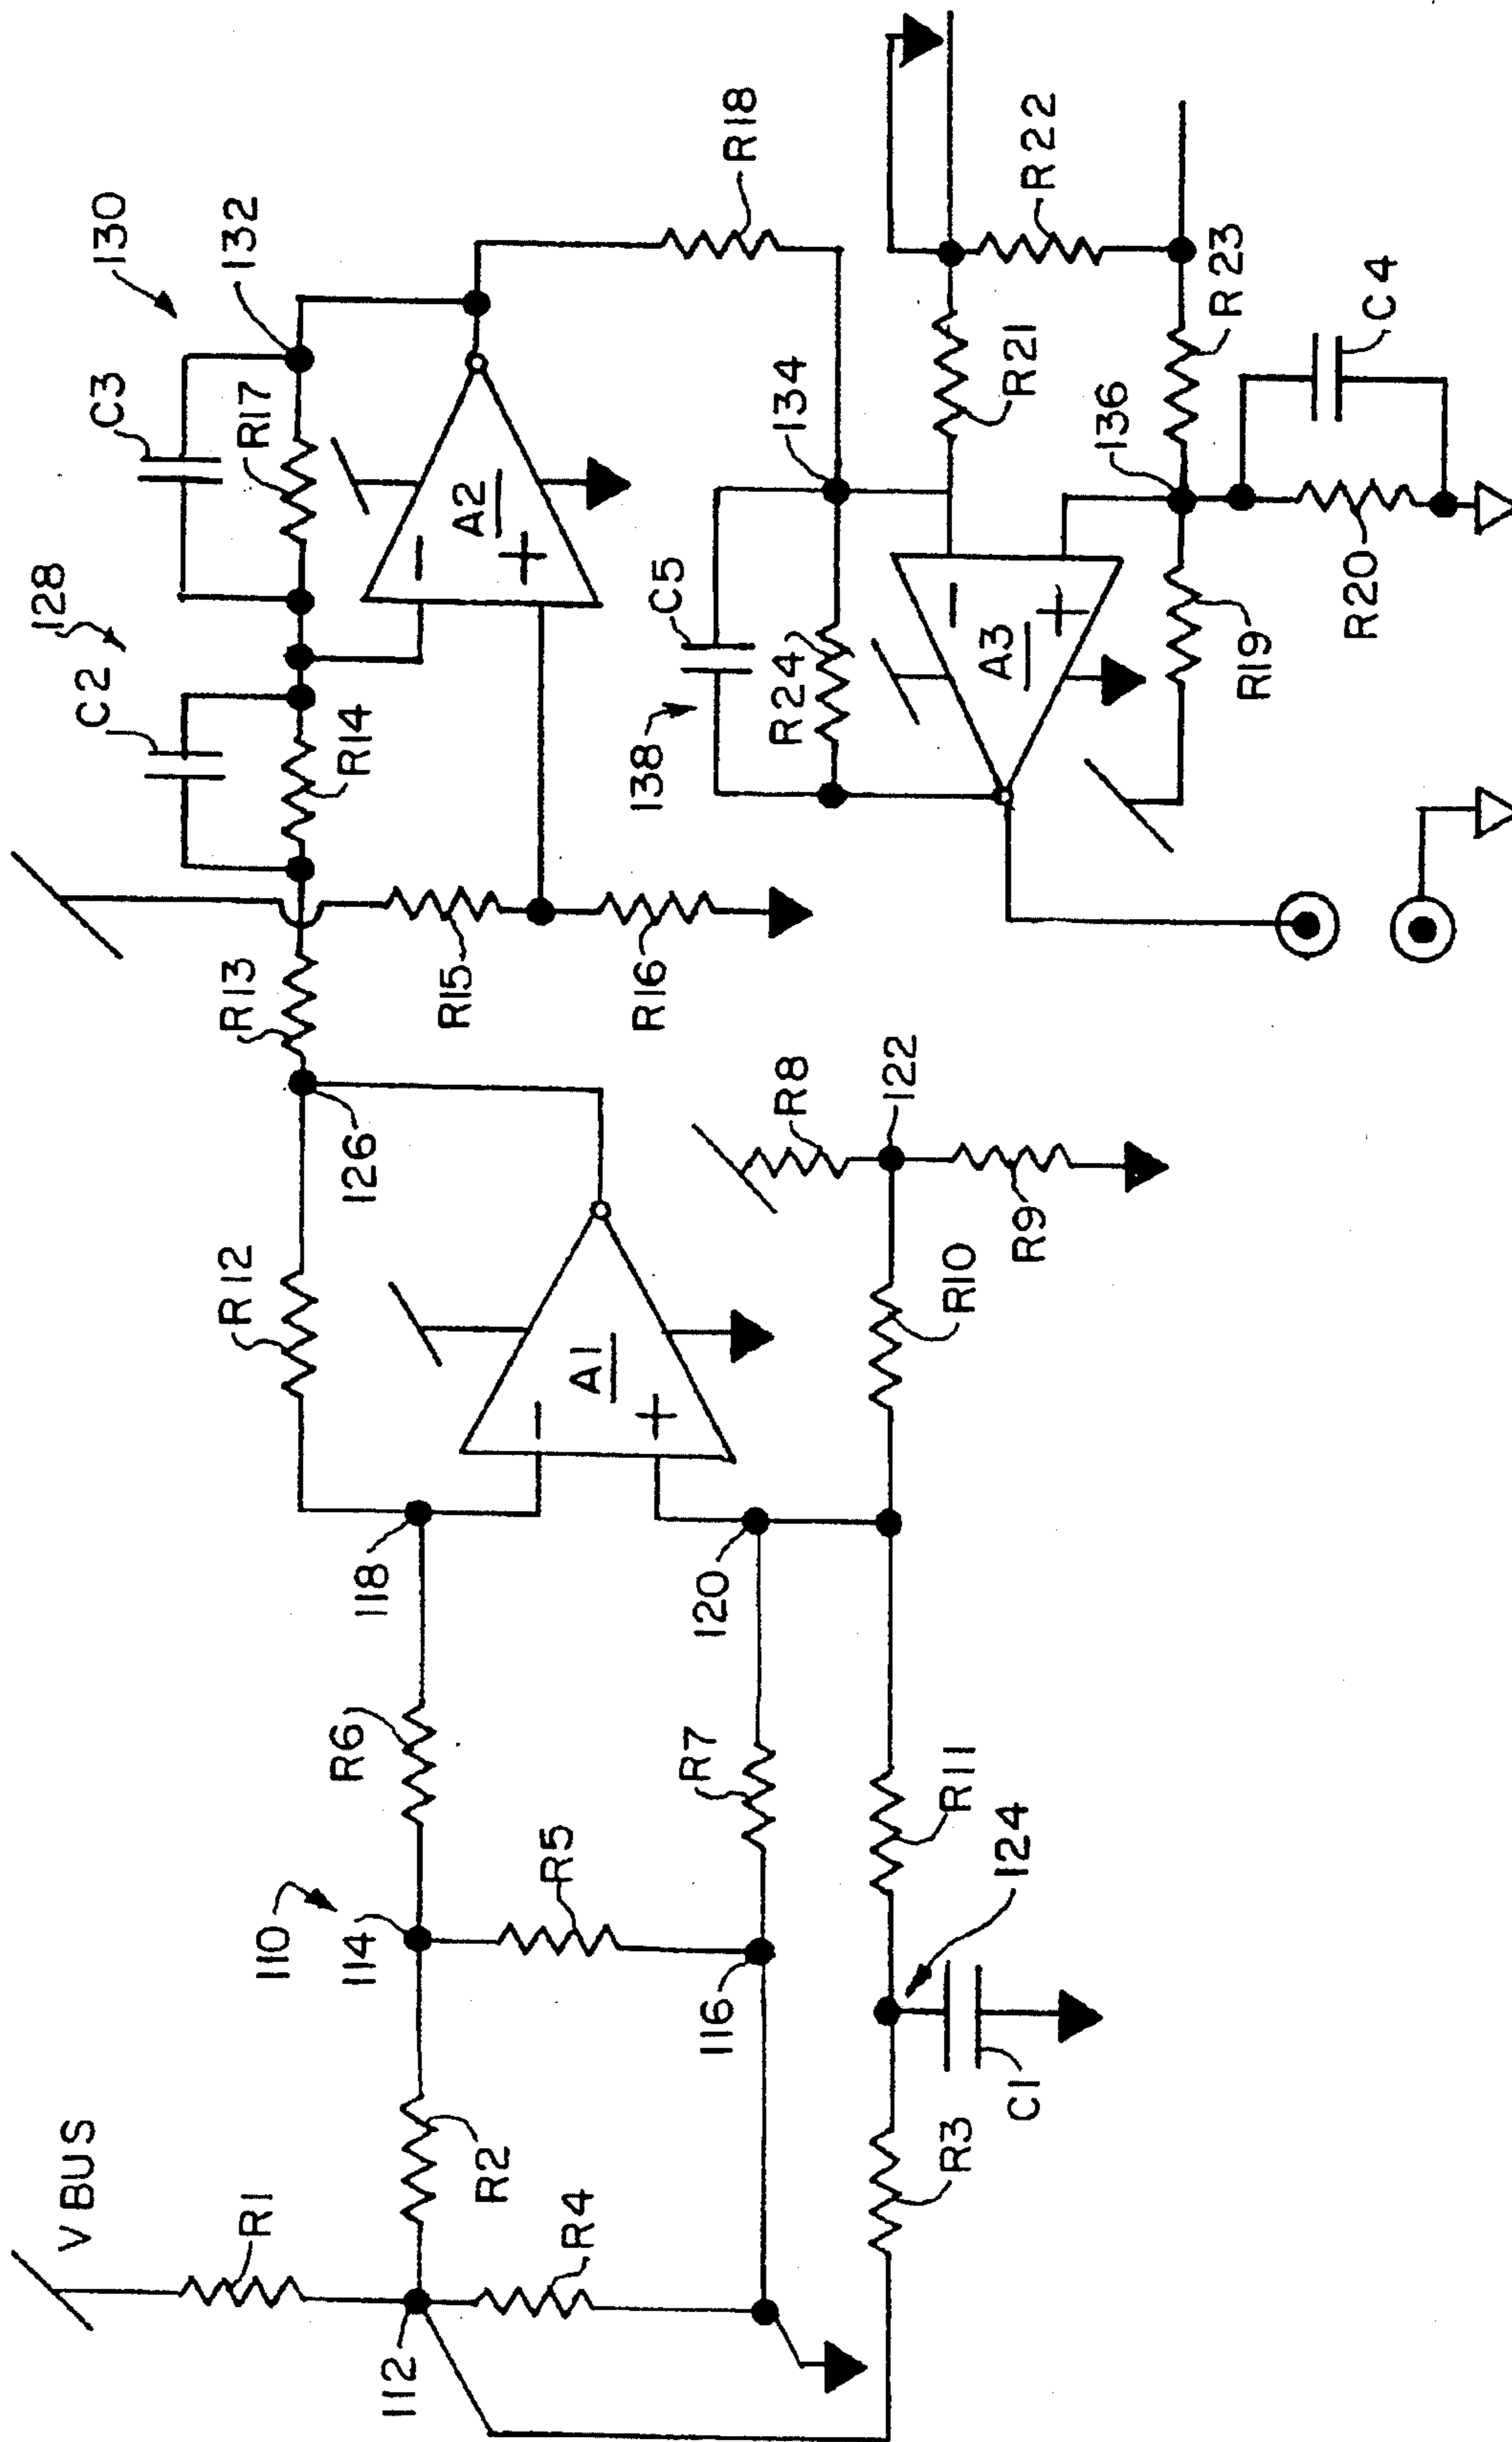 V BUS
R1
112
R2
R4
110
114
R5
116
R3
C1
124
R6
R7
R11
118
120
−
+
A1
R12
126
R10
R8
122
R9
R13
R15
R16
128
C2
R14
−
+
A2
130
C3
R17
132
R18
138
C5
R24
134
−
+
A3
R21
R22
136
R23
R19
R20
C4